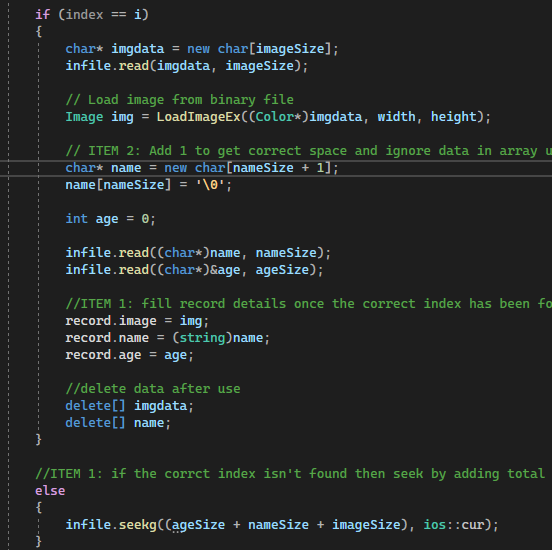 if (index == i)
{
char* imgdata = new char[imageSize];
infile.read(imgdata, imageSize);
// Load image from binary file
Image img = LoadImageEx((Color*)imgdata, width, height);
// ITEM 2: Add 1 to get correct space and ignore data in array u
char* name = new char[nameSize + 1];
name[nameSize] = '\0';
int age = 0;
infile.read((char*)name, nameSize);
infile.read((char*)&age, ageSize);
//ITEM 1: fill record details once the correct index has been fo
record.image = img;
record.name = (string)name;
record.age = age;
//delete data after use
delete[] imgdata;
delete[] name;
}
//ITEM 1: if the corrct index isn't found then seek by adding total
else
{
infile.seekg((ageSize + nameSize + imageSize), ios::cur);
}